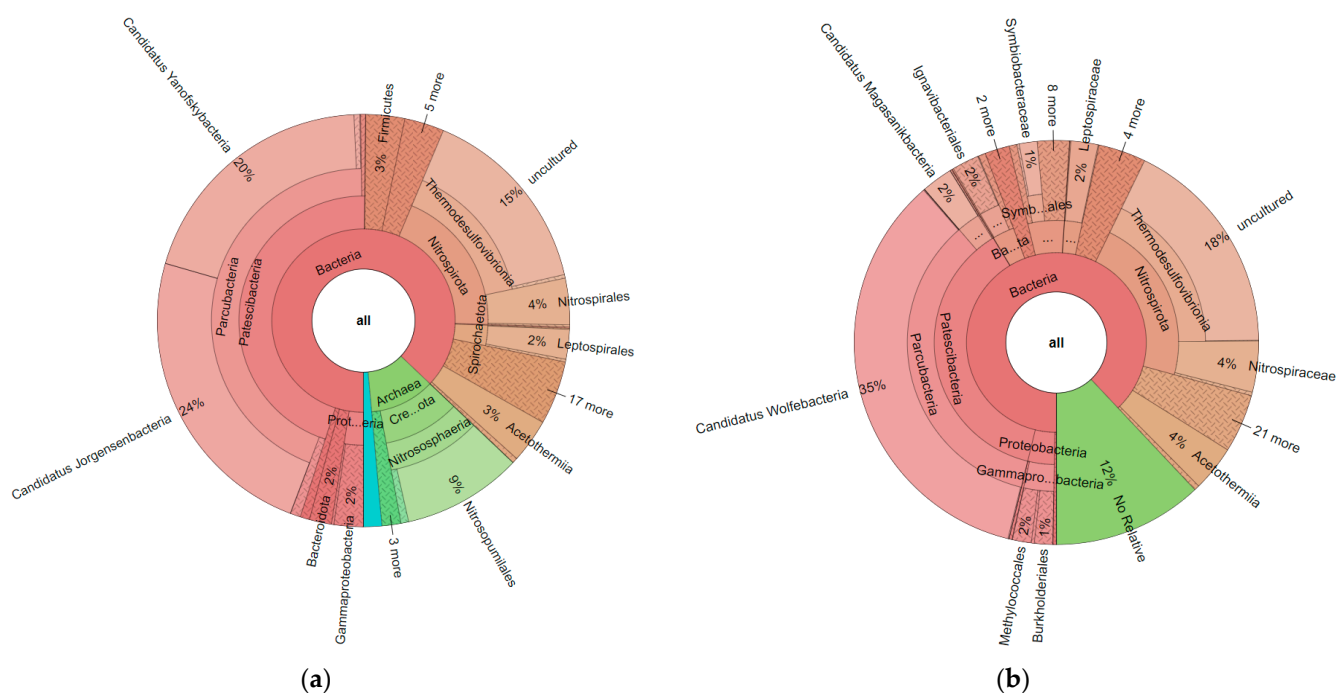 Candidatus Yanofskybacteria
20%
Firmicutes
3%
5 more
uncultured
15%
Thermodesulfovibrionia
Nitrospirota
Nitrospirales
4%
Leptospirales
2%
Spirochaetota
17 more
Acetothermiia
3%
Bacteria
Patescibacteria
Parcubacteria
all
Archaea
Cre...ota
Nitrososphaeria
9%
Nitrosopumilales
3 more
Prot...eria
2%
Gammaproteobacteria
2%
Bacteroidota
Candidatus Jorgensenbacteria
24%
(a)
Candidatus Magasanikbacteria
2%
Ignavibacteriales
2%
2 more
Symbiobacteraceae
1%
8 more
Leptospiraceae
2%
4 more
uncultured
18%
Thermodesulfovibrionia
Nitrospirota
Symb...ales
...
...
...
...
Ba...ta
Bacteria
all
Patescibacteria
Parcubacteria
Candidatus Wolfebacteria
35%
Nitrospiraceae
4%
21 more
Acetothermiia
4%
Proteobacteria
Gammapro...bacteria
12%
No Relative
2%
Methylococcales
1%
Burkholderiales
(b)